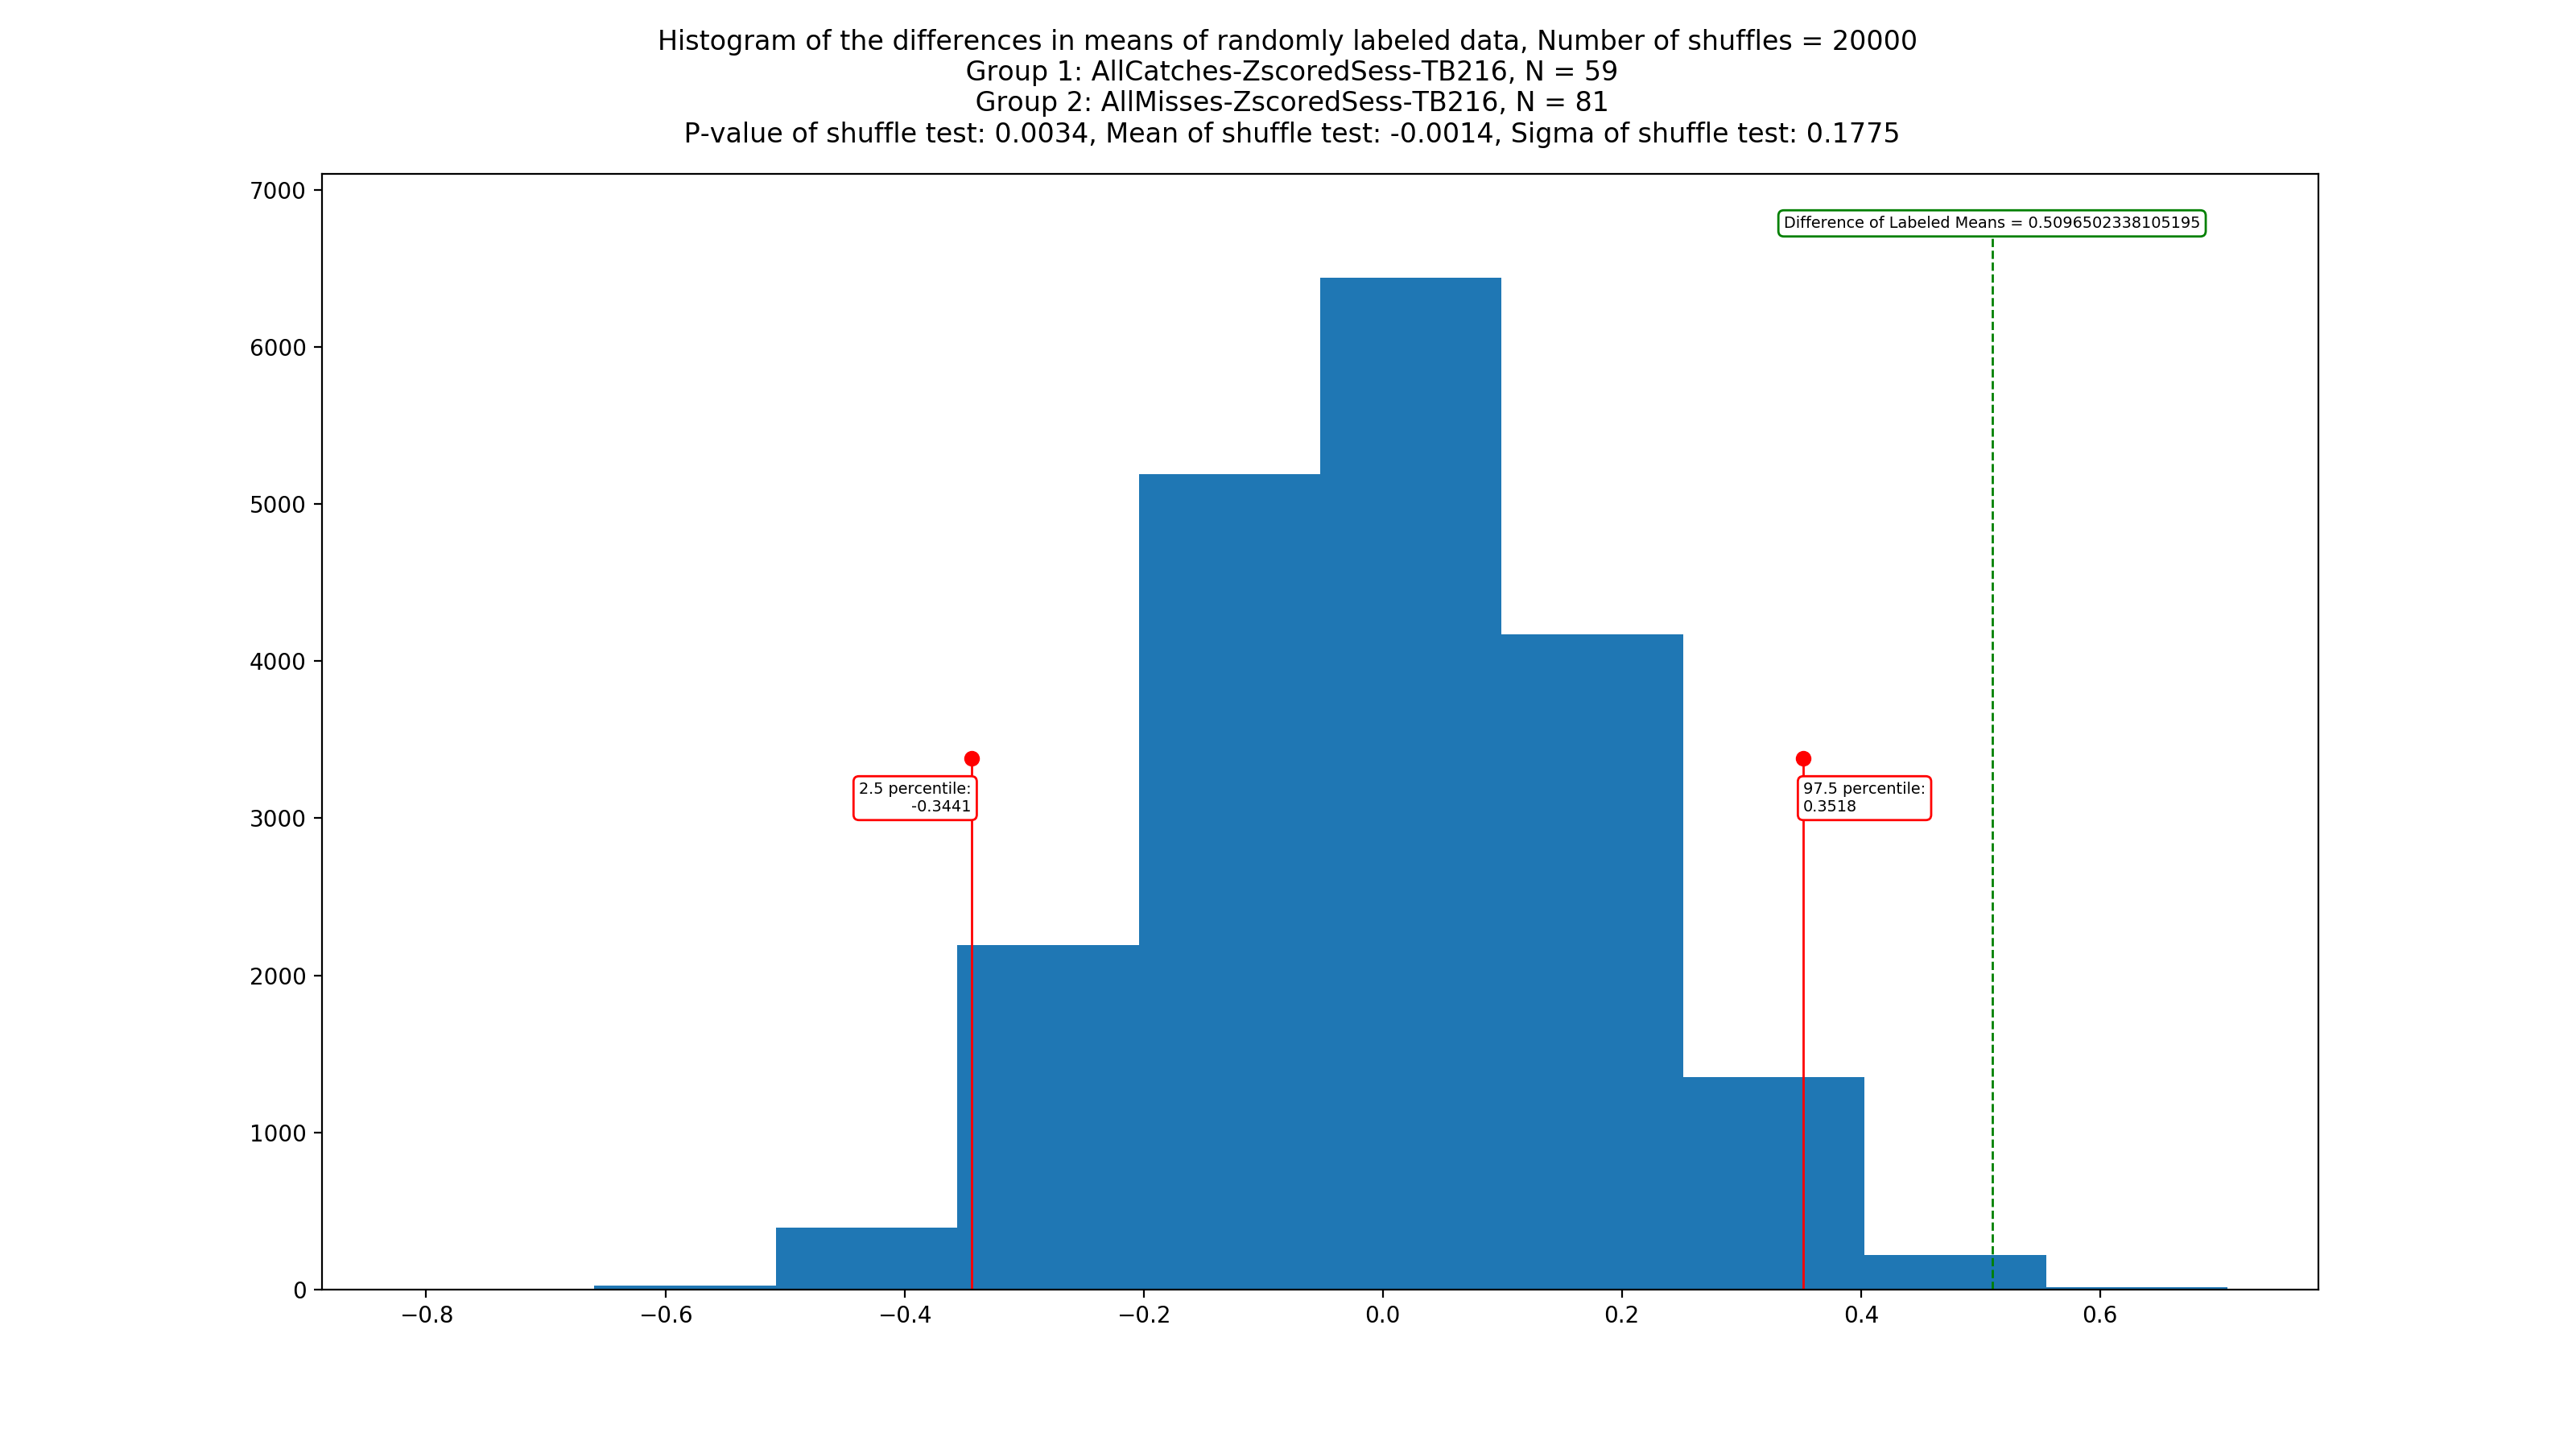 Histogram of the differences in means of randomly labeled data, Number of shuffles = 20000
Group 1: AllCatches-ZscoredSess-TB216, N = 59
Group 2: AllMisses-ZscoredSess-TB216, N = 81
P-value of shuffle test: 0.0034, Mean of shuffle test: -0.0014, Sigma of shuffle test: 0.1775
7000
Difference of Labeled Means = 0.5096502338105195
6000
5000
4000
2.5 percentile:
-0.3441
97.5 percentile:
0.3518
3000
2000
1000
0
−0.8 −0.6 −0.4 −0.2 0.0 0.2 0.4 0.6